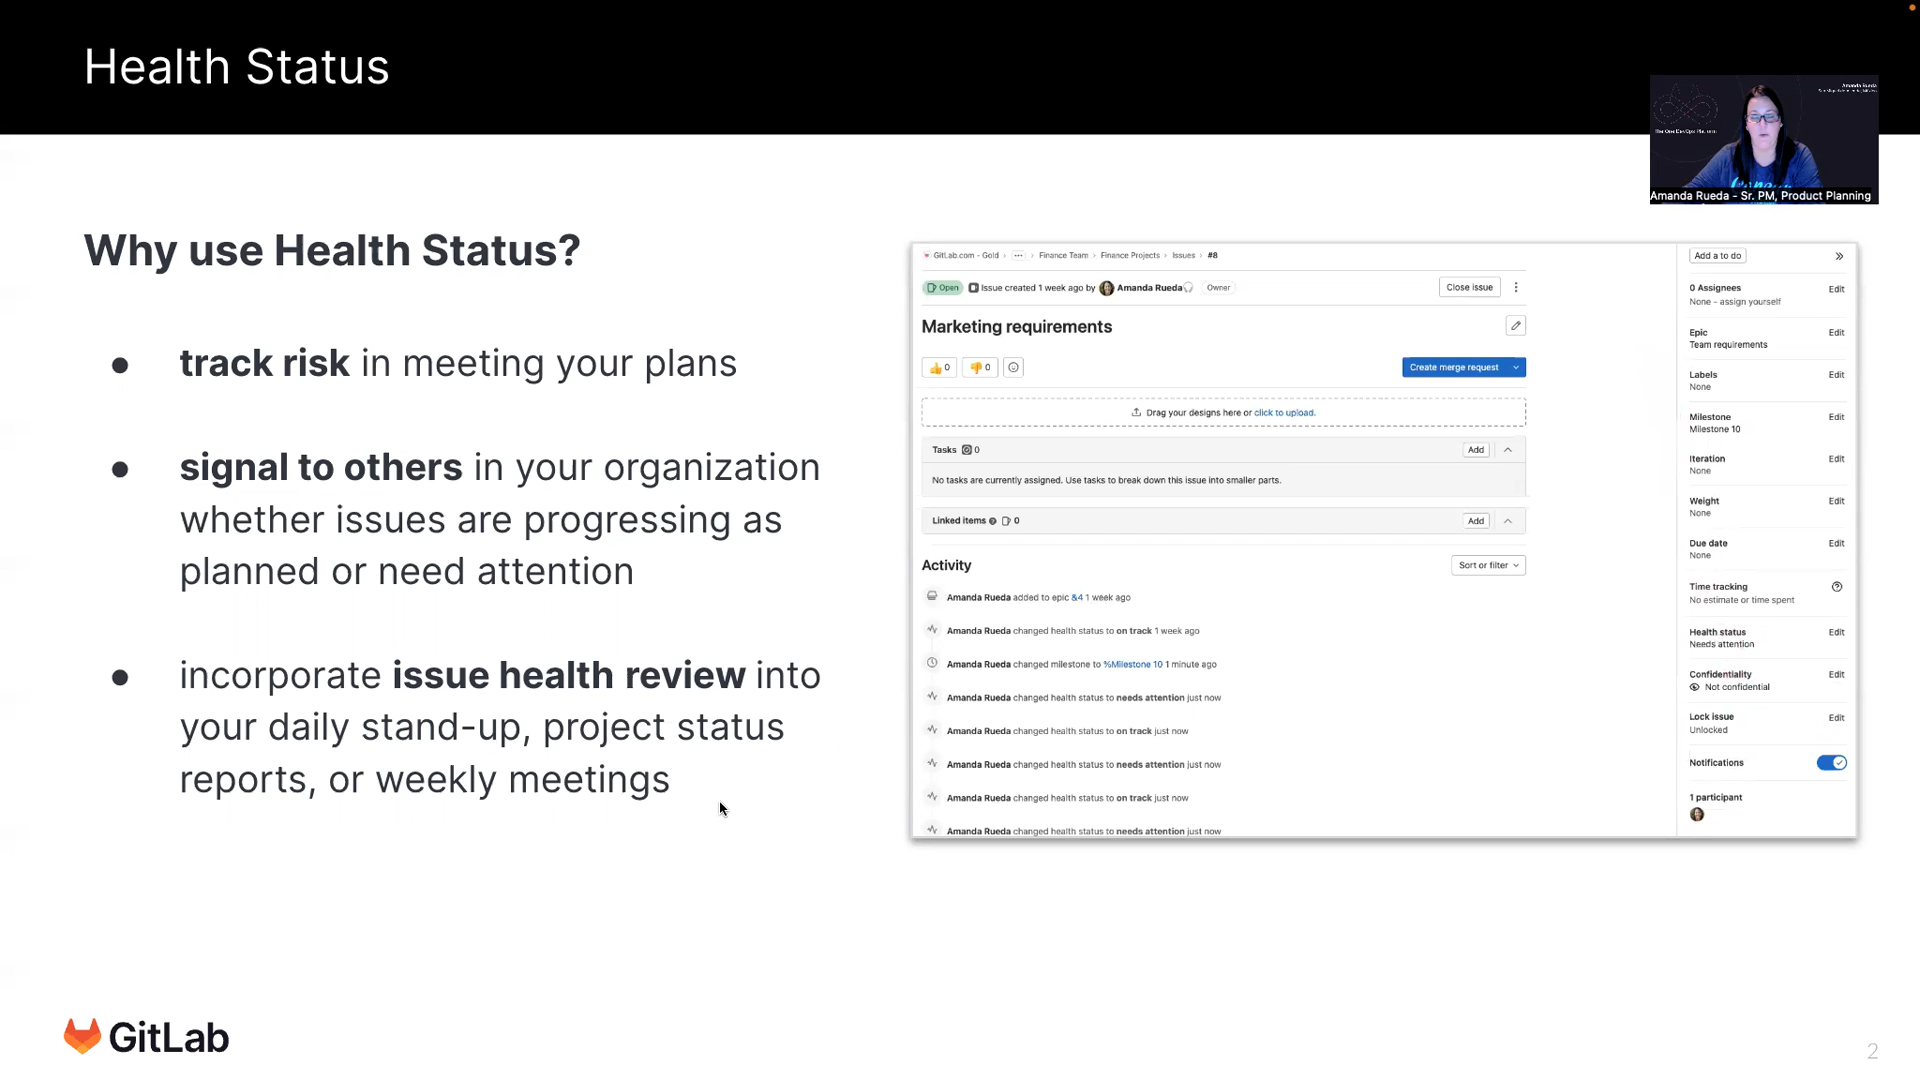 Health Status
Amanda Rueda
The One DevOps Platform
Amanda Rueda - Sr. PM, Product Planning
Why use Health Status?
● track risk in meeting your plans
● signal to others in your organization
whether issues are progressing as
planned or need attention
● incorporate issue health review into
your daily stand-up, project status
reports, or weekly meetings
GitLab.com - Gold › ••• › Finance Team › Finance Projects › Issues › #8
Open Issue created 1 week ago by Amanda Rueda Owner
Close issue
Marketing requirements
0 0
Create merge request
Drag your designs here or click to upload.
Tasks 0 Add
No tasks are currently assigned. Use tasks to break down this issue into smaller parts.
Linked items 0 Add
Activity Sort or filter
Amanda Rueda added to epic &4 1 week ago
Amanda Rueda changed health status to on track 1 week ago
Amanda Rueda changed milestone to %Milestone 10 1 minute ago
Amanda Rueda changed health status to needs attention just now
Amanda Rueda changed health status to on track just now
Amanda Rueda changed health status to needs attention just now
Amanda Rueda changed health status to on track just now
Amanda Rueda changed health status to needs attention just now
Add a to do »
0 Assignees Edit
None - assign yourself
Epic Edit
Team requirements
Labels Edit
None
Milestone Edit
Milestone 10
Iteration Edit
None
Weight Edit
None
Due date Edit
None
Time tracking
No estimate or time spent
Health status Edit
Needs attention
Confidentiality Edit
Not confidential
Lock issue Edit
Unlocked
Notifications
1 participant
GitLab
2